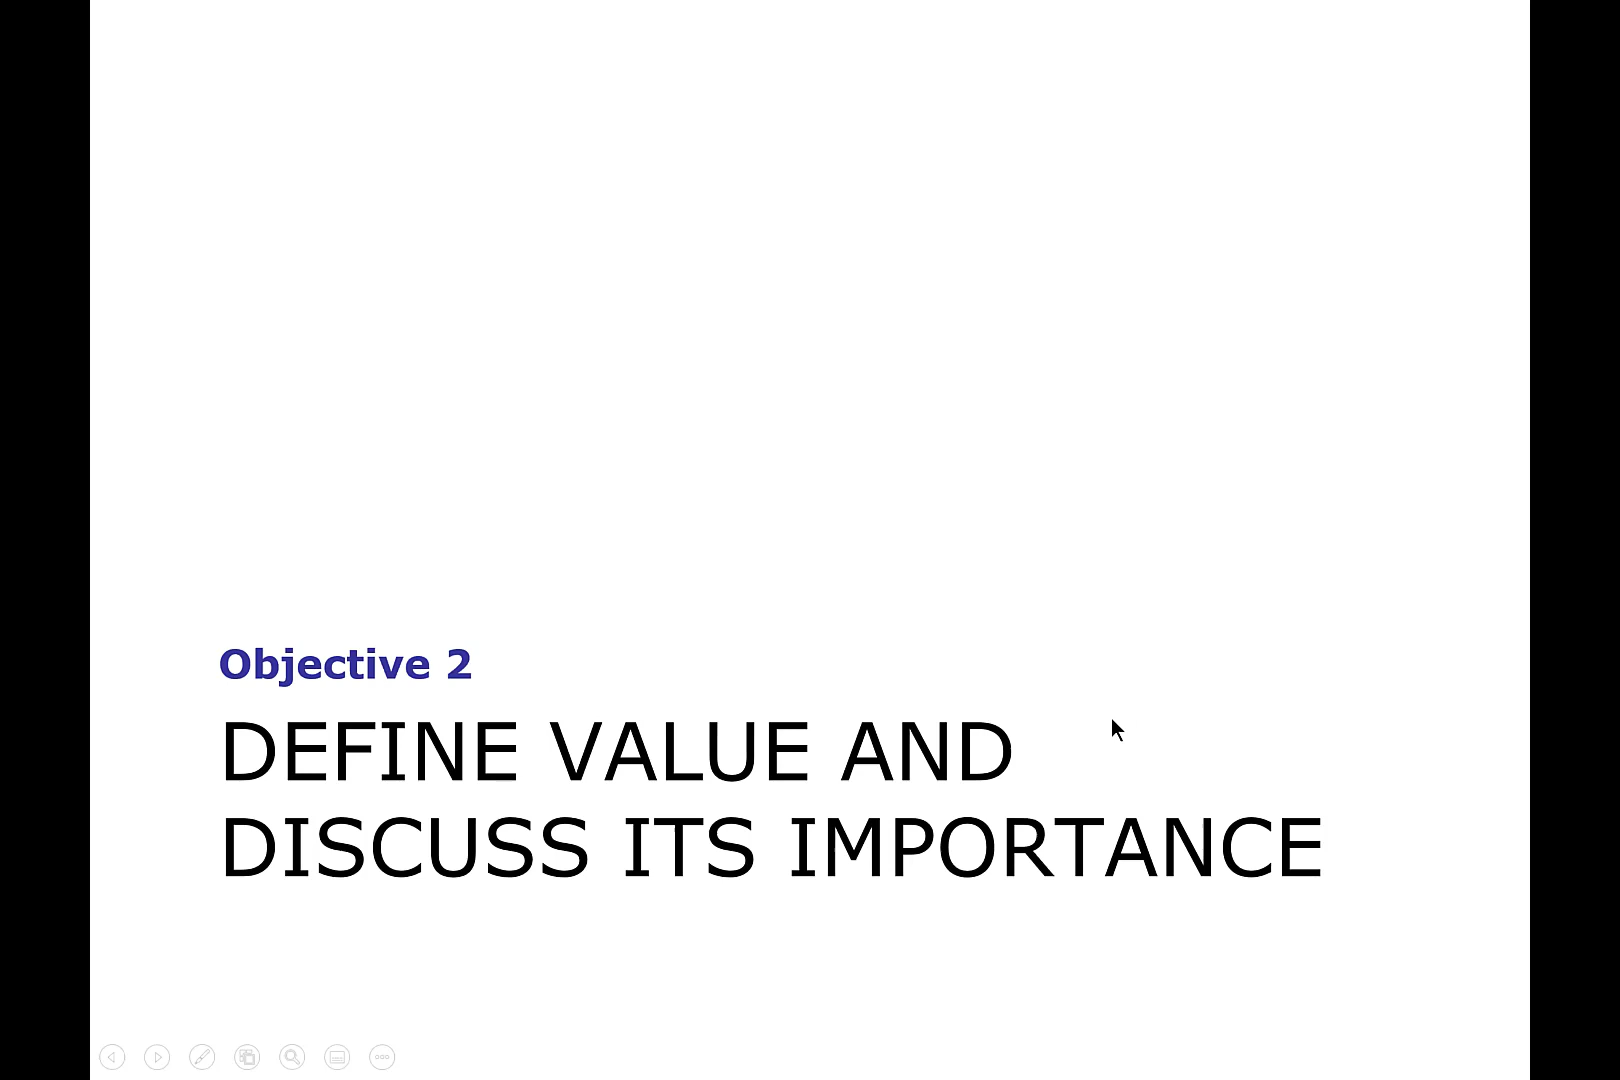 Objective 2
DEFINE VALUE AND
DISCUSS ITS IMPORTANCE